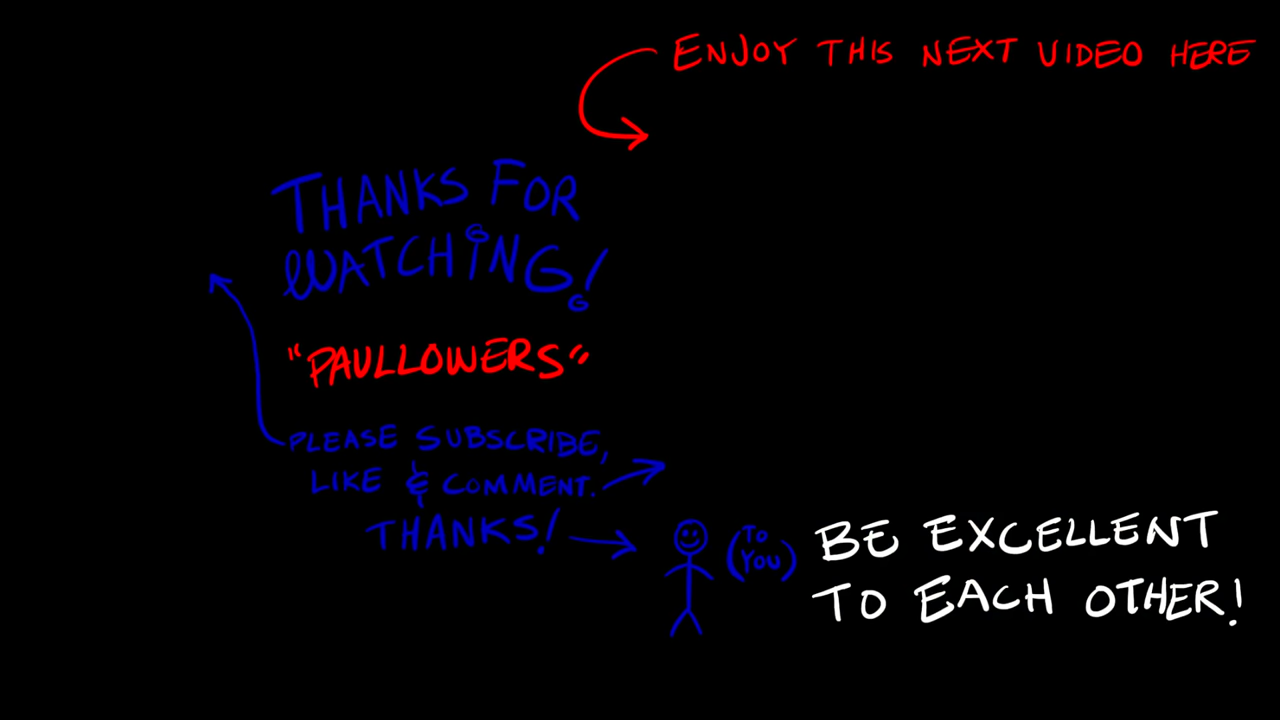 ENJOY THIS NEXT VIDEO HERE
THANKS FOR
WATCHING!
"PAULLOWERS"
PLEASE SUBSCRIBE,
LIKE & COMMENT.
THANKS!
(TO
YOU)
BE EXCELLENT
TO EACH OTHER!